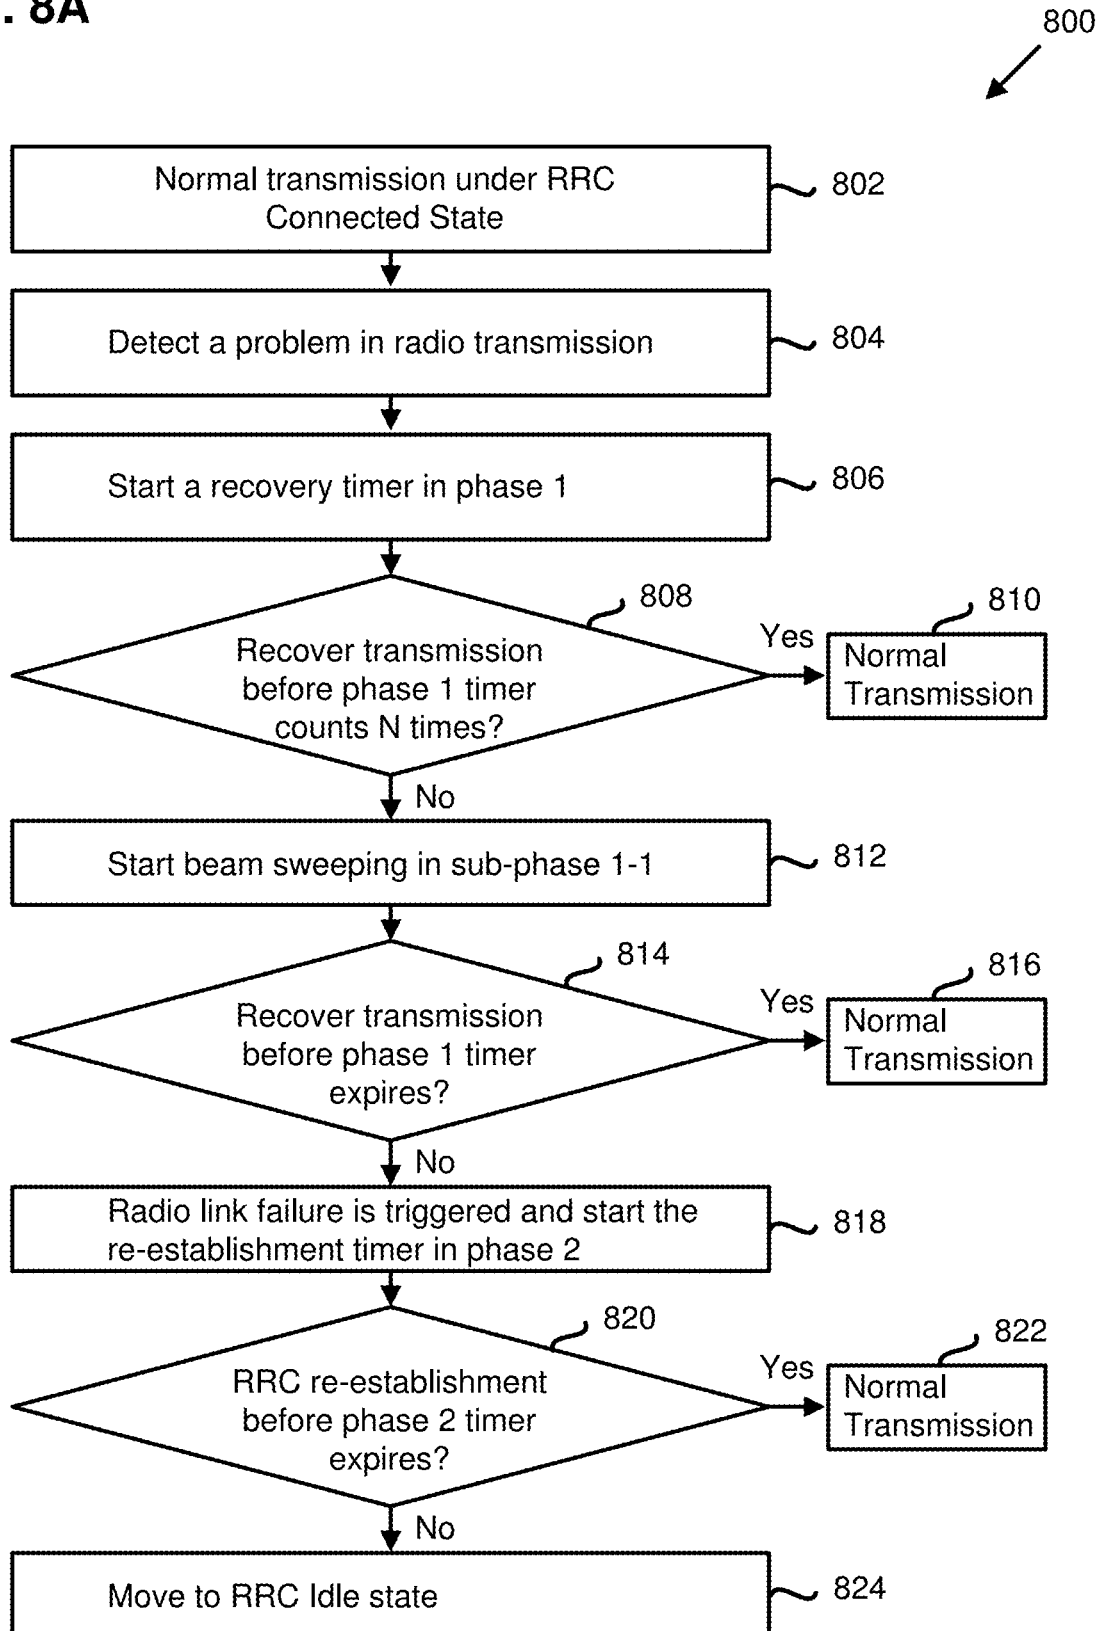 . 8A
800
Normal transmission under RRC
Connected State
802
Detect a problem in radio transmission
804
Start a recovery timer in phase 1
806
808
Recover transmission
before phase 1 timer
counts N times?
Yes
810
Normal
Transmission
No
Start beam sweeping in sub-phase 1-1
812
814
Recover transmission
before phase 1 timer
expires?
Yes
816
Normal
Transmission
No
Radio link failure is triggered and start the
re-establishment timer in phase 2
818
820
RRC re-establishment
before phase 2 timer
expires?
Yes
822
Normal
Transmission
No
Move to RRC Idle state
824